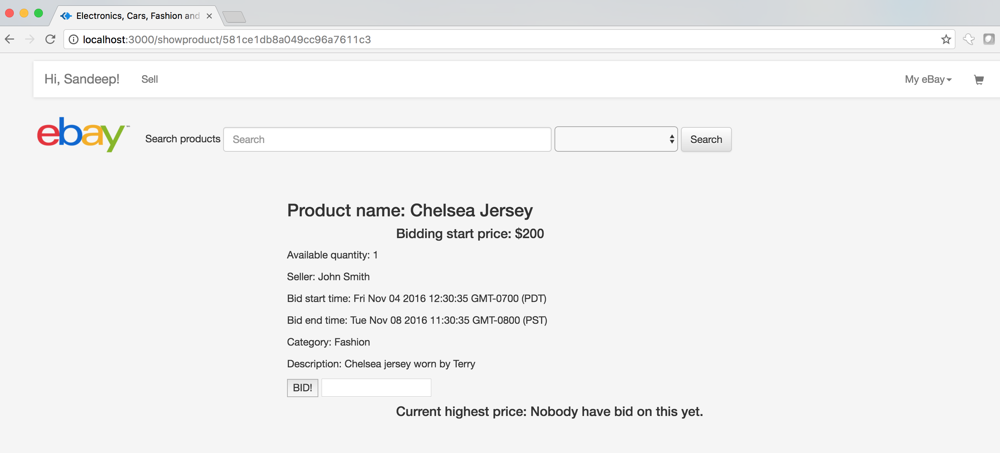 Electronics, Cars, Fashion and
localhost:3000/showproduct/581ce1db8a049cc96a7611c3
Hi, Sandeep! Sell My eBay
ebay™ Search products Search Search
Product name: Chelsea Jersey
Bidding start price: $200
Available quantity: 1
Seller: John Smith
Bid start time: Fri Nov 04 2016 12:30:35 GMT-0700 (PDT)
Bid end time: Tue Nov 08 2016 11:30:35 GMT-0800 (PST)
Category: Fashion
Description: Chelsea jersey worn by Terry
BID!
Current highest price: Nobody have bid on this yet.